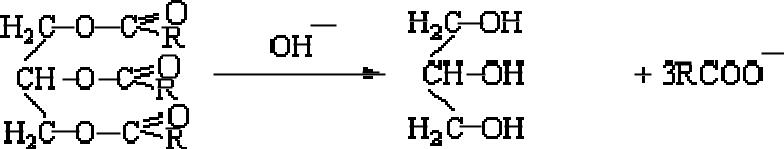 H₂C—O—C=O R OH⁻ H₂C—OH
CH—O—C=O R CH—OH + 3RCOO⁻
H₂C—O—C=O R H₂C—OH